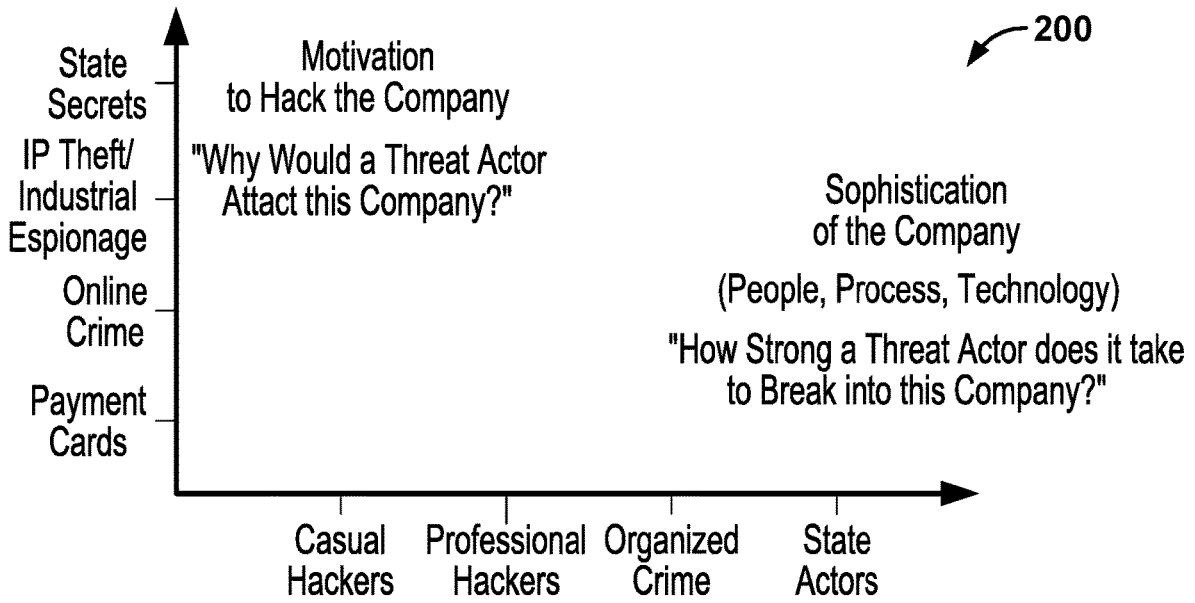 200
Motivation
to Hack the Company
"Why Would a Threat Actor
Attact this Company?"
Sophistication
of the Company
(People, Process, Technology)
"How Strong a Threat Actor does it take
to Break into this Company?"
State
Secrets
IP Theft/
Industrial
Espionage
Online
Crime
Payment
Cards
Casual
Hackers
Professional
Hackers
Organized
Crime
State
Actors